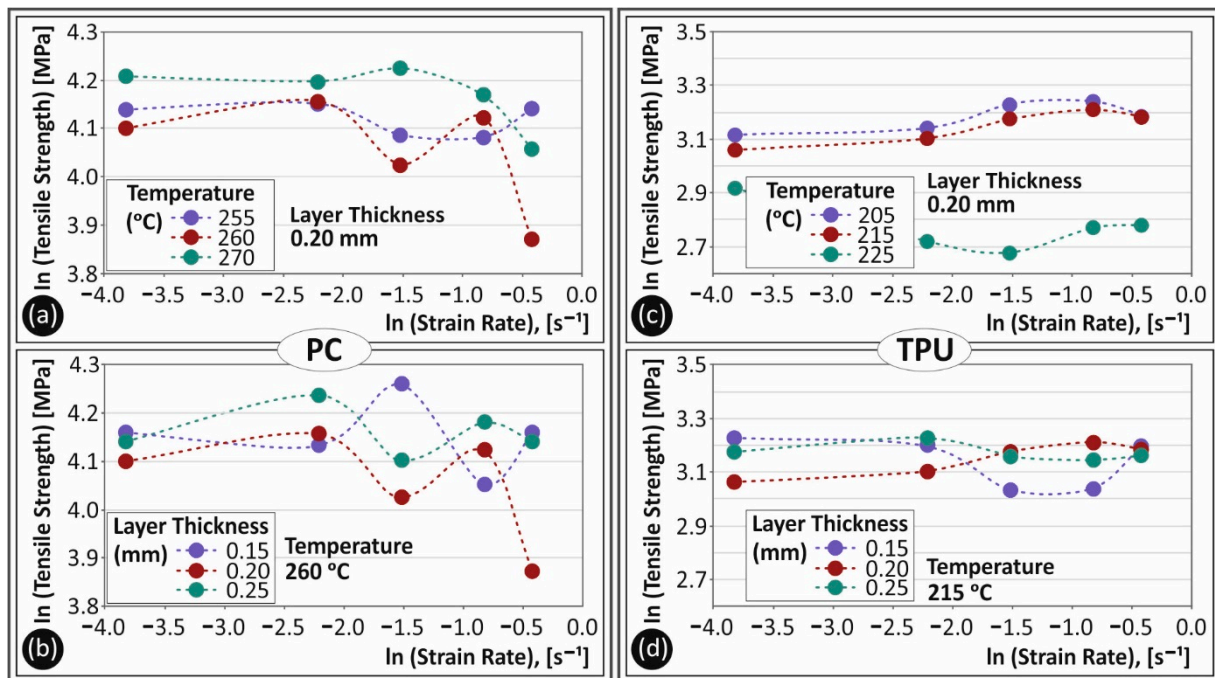 4.3
4.2
4.1
4.0
3.9
3.8
ln (Tensile Strength) [MPa]
Temperature
(ºC)
255
260
270
Layer Thickness
0.20 mm
−4.0 −3.5 −3.0 −2.5 −2.0 −1.5 −1.0 −0.5 0.0
ln (Strain Rate), [s⁻¹]
(a)
PC
4.3
4.2
4.1
4.0
3.9
3.8
ln (Tensile Strength) [MPa]
Layer Thickness
(mm)
0.15
0.20
0.25
Temperature
260 ºC
−4.0 −3.5 −3.0 −2.5 −2.0 −1.5 −1.0 −0.5 0.0
ln (Strain Rate), [s⁻¹]
(b)
3.5
3.3
3.1
2.9
2.7
ln (Tensile Strength) [MPa]
Temperature
(ºC)
205
215
225
Layer Thickness
0.20 mm
−4.0 −3.5 −3.0 −2.5 −2.0 −1.5 −1.0 −0.5 0.0
ln (Strain Rate), [s⁻¹]
(c)
TPU
3.5
3.3
3.1
2.9
2.7
ln (Tensile Strength) [MPa]
Layer Thickness
(mm)
0.15
0.20
0.25
Temperature
215 ºC
−4.0 −3.5 −3.0 −2.5 −2.0 −1.5 −1.0 −0.5 0.0
ln (Strain Rate), [s⁻¹]
(d)